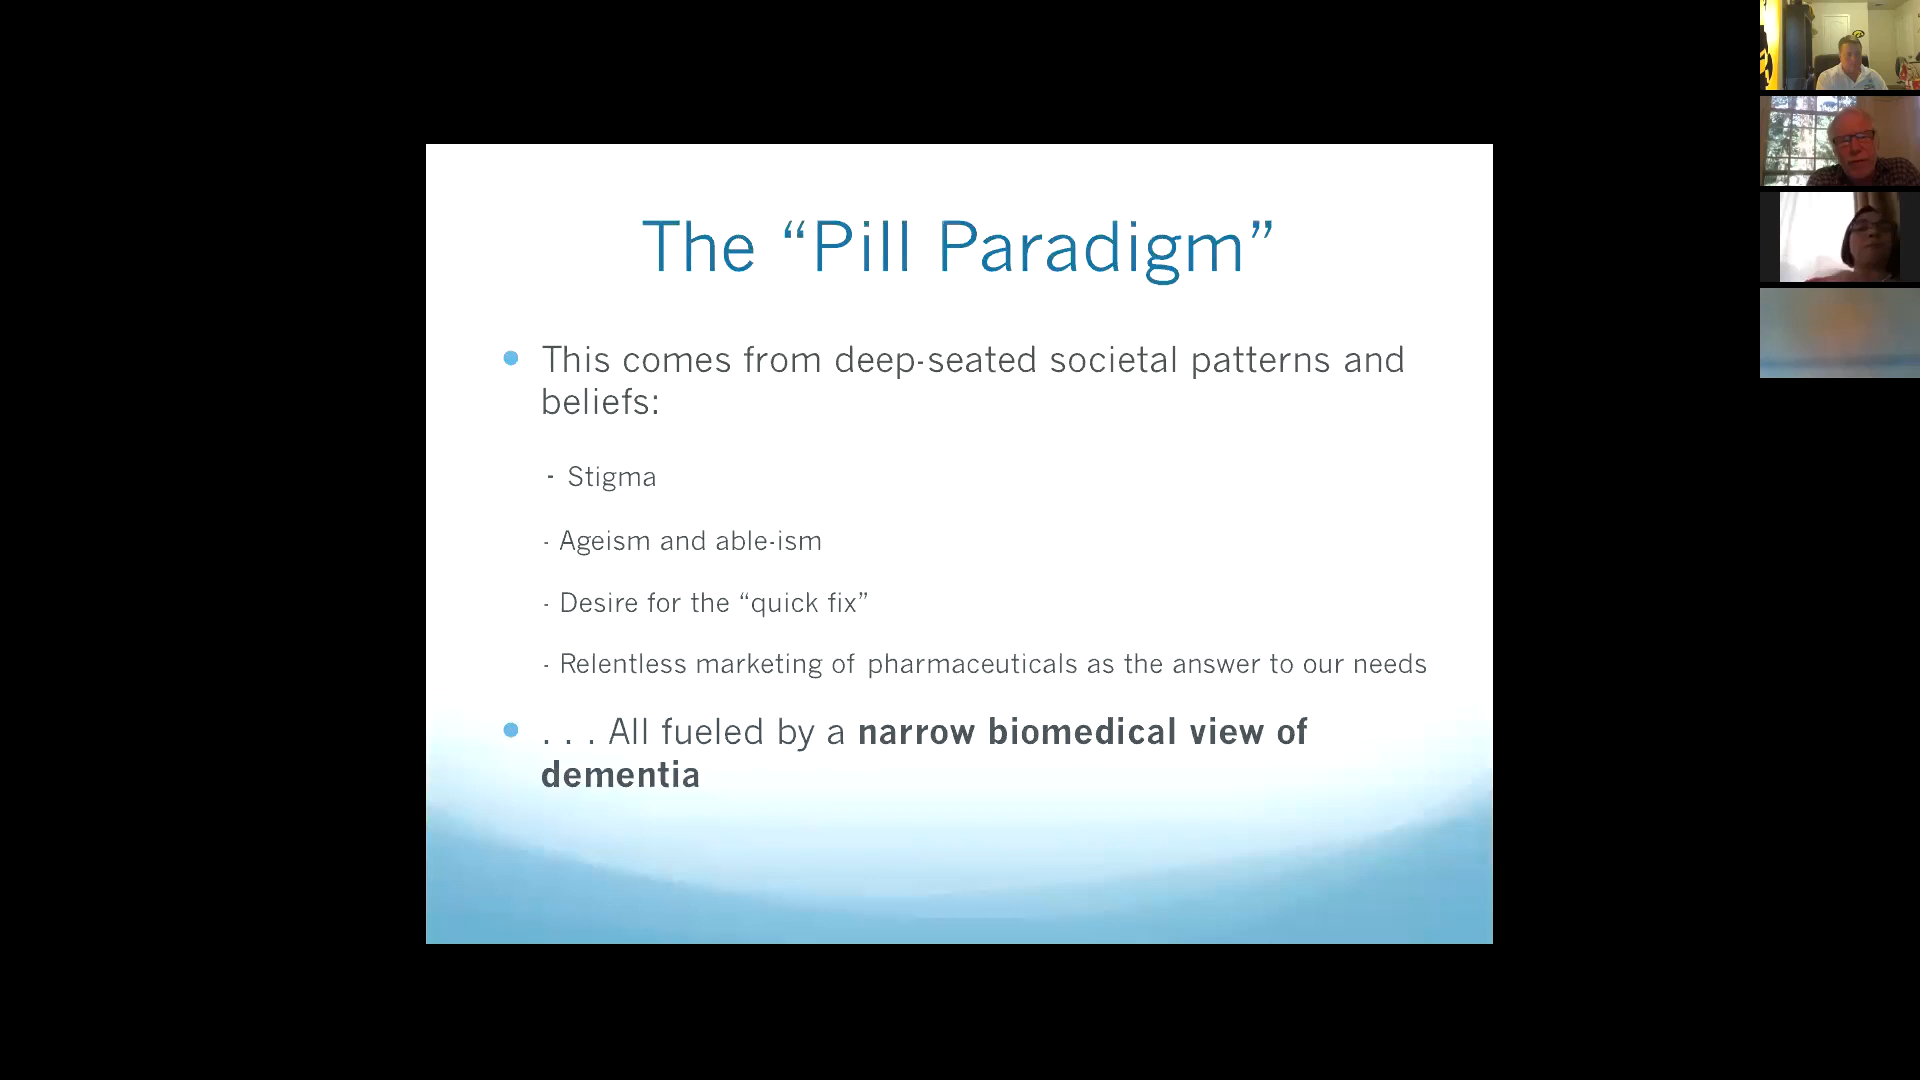 The “Pill Paradigm”
• This comes from deep-seated societal patterns and
beliefs:
- Stigma
- Ageism and able-ism
- Desire for the “quick fix”
- Relentless marketing of pharmaceuticals as the answer to our needs
• . . . All fueled by a narrow biomedical view of
dementia